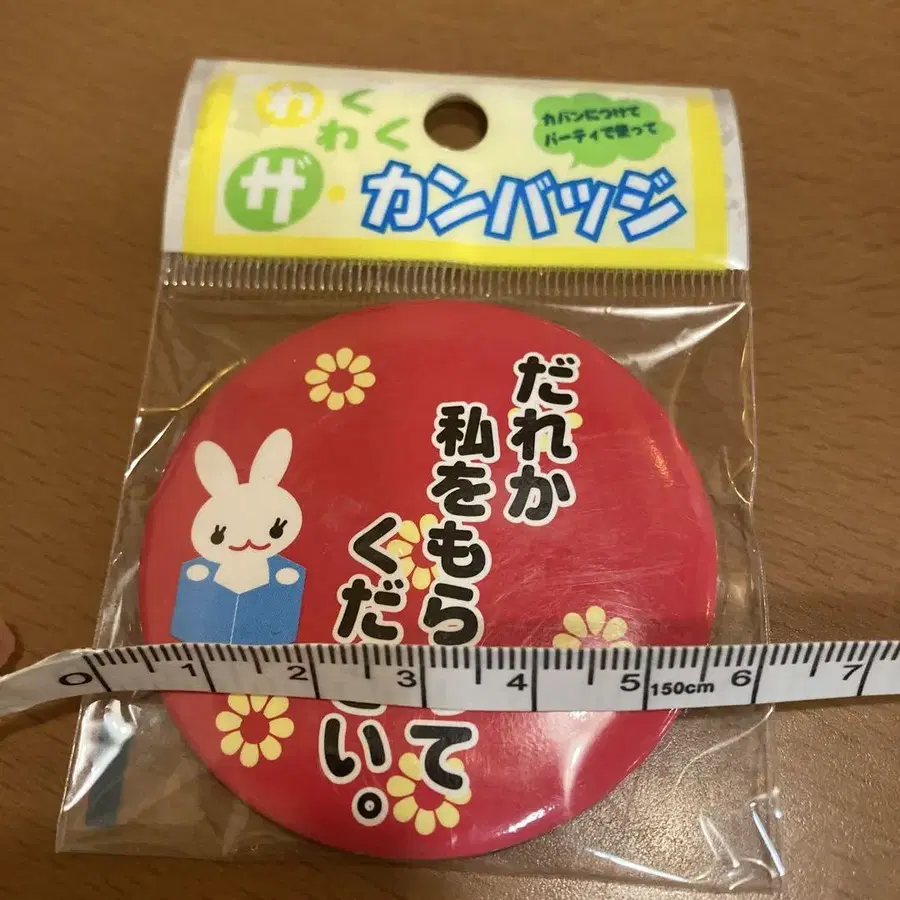 わくわく
ザ・カンバッジ
カバンにつけて
パーティで使って
だれか
私をもらって
ください。
0 1 2 3 4 5 150cm 6 7